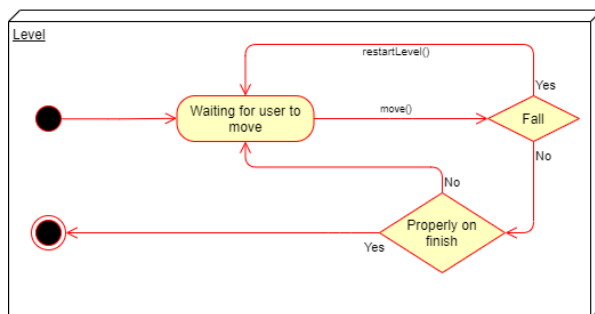 Level
restartLevel()
Yes
Waiting for user to
move
move()
Fall
No
No
Properly on
finish
Yes